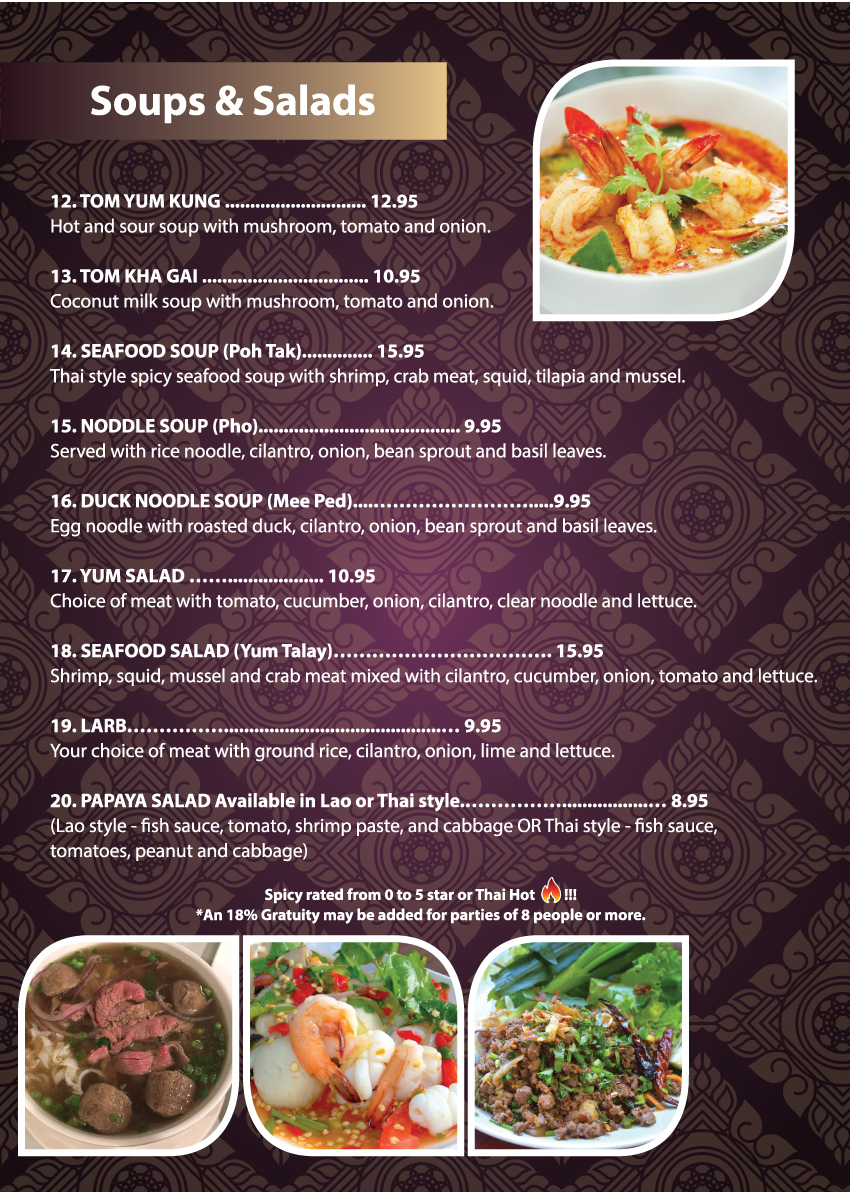 Soups & Salads
12. TOM YUM KUNG ............................ 12.95
Hot and sour soup with mushroom, tomato and onion.
13. TOM KHA GAI ................................. 10.95
Coconut milk soup with mushroom, tomato and onion.
14. SEAFOOD SOUP (Poh Tak).............. 15.95
Thai style spicy seafood soup with shrimp, crab meat, squid, tilapia and mussel.
15. NODDLE SOUP (Pho)........................................ 9.95
Served with rice noodle, cilantro, onion, bean sprout and basil leaves.
16. DUCK NOODLE SOUP (Mee Ped)....……………………….....9.95
Egg noodle with roasted duck, cilantro, onion, bean sprout and basil leaves.
17. YUM SALAD ……................... 10.95
Choice of meat with tomato, cucumber, onion, cilantro, clear noodle and lettuce.
18. SEAFOOD SALAD (Yum Talay)……………………………. 15.95
Shrimp, squid, mussel and crab meat mixed with cilantro, cucumber, onion, tomato and lettuce.
19. LARB……………............................................… 9.95
Your choice of meat with ground rice, cilantro, onion, lime and lettuce.
20. PAPAYA SALAD Available in Lao or Thai style..……………..................… 8.95
(Lao style - fish sauce, tomato, shrimp paste, and cabbage OR Thai style - fish sauce,
tomatoes, peanut and cabbage)
Spicy rated from 0 to 5 star or Thai Hot 🔥!!!
*An 18% Gratuity may be added for parties of 8 people or more.